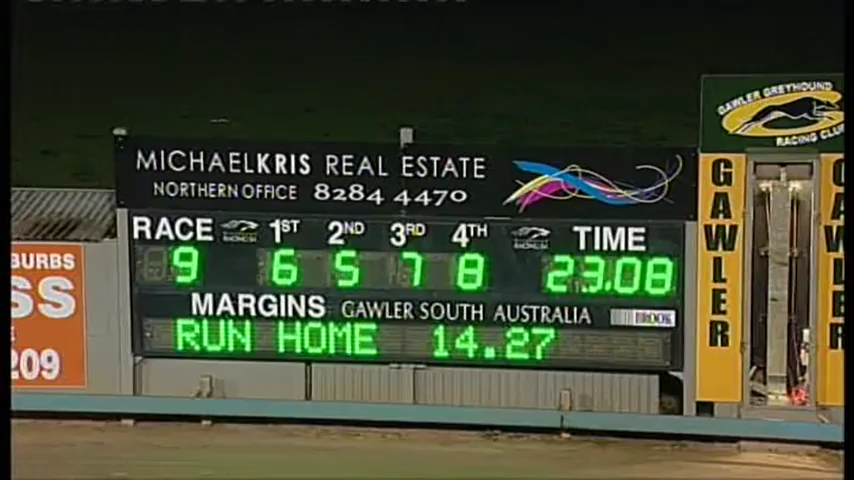 GAWLER GREYHOUND
RACING CLUB
MICHAELKRIS REAL ESTATE
NORTHERN OFFICE 8284 4470
RACE 1ST 2ND 3RD 4TH TIME
9 6 5 7 8 23.08
MARGINS GAWLER SOUTH AUSTRALIA
RUN HOME 14.27
GAWLER
BURBS
SS
209